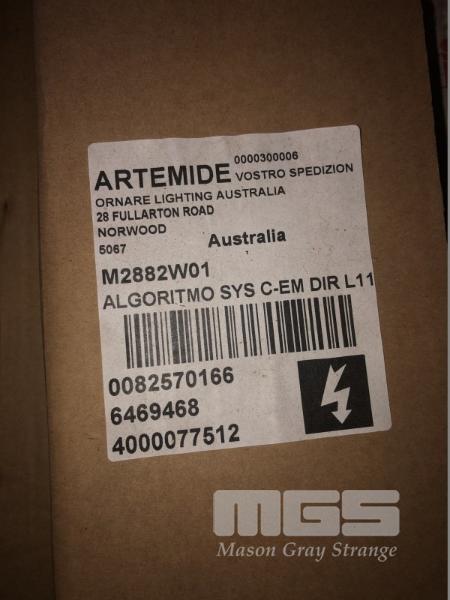 ARTEMIDE 0000300006
VOSTRO SPEDIZION
ORNARE LIGHTING AUSTRALIA
28 FULLARTON ROAD
NORWOOD
5067 Australia
M2882W01
ALGORITMO SYS C-EM DIR L11
0082570166
6469468
4000077512
MGS
Mason Gray Strange